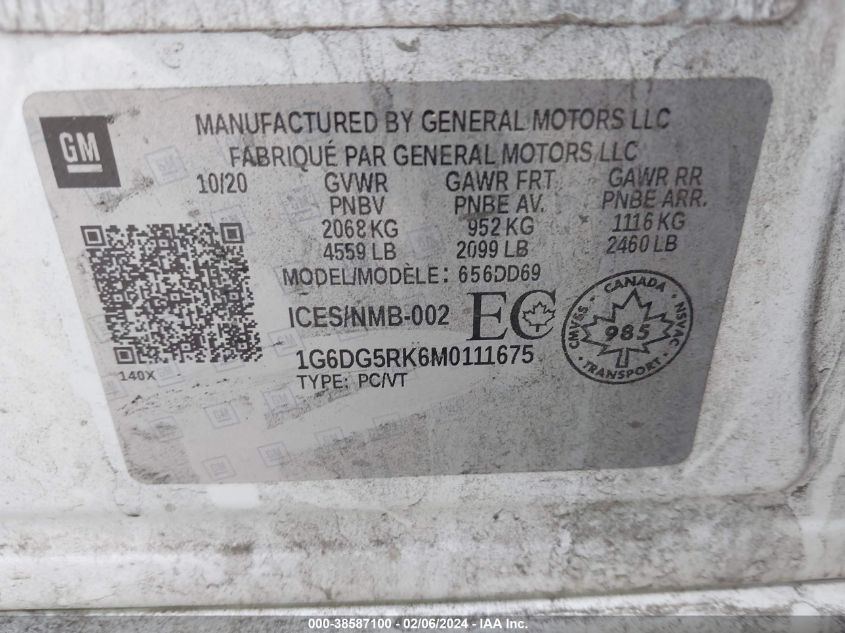 GM
MANUFACTURED BY GENERAL MOTORS LLC
FABRIQUÉ PAR GENERAL MOTORS LLC
10/20 GVWR GAWR FRT GAWR RR
PNBV PNBE AV. PNBE ARR.
2068 KG 952 KG 1116 KG
4559 LB 2099 LB 2460 LB
MODEL/MODÈLE: 656DD69
ICES/NMB-002 EC
CANADA
CMVSS 985 NSVAC
TRANSPORT
1G6DG5RK6M0111675
140X TYPE: PC/VT
000-38587100 - 02/06/2024 - IAA Inc.